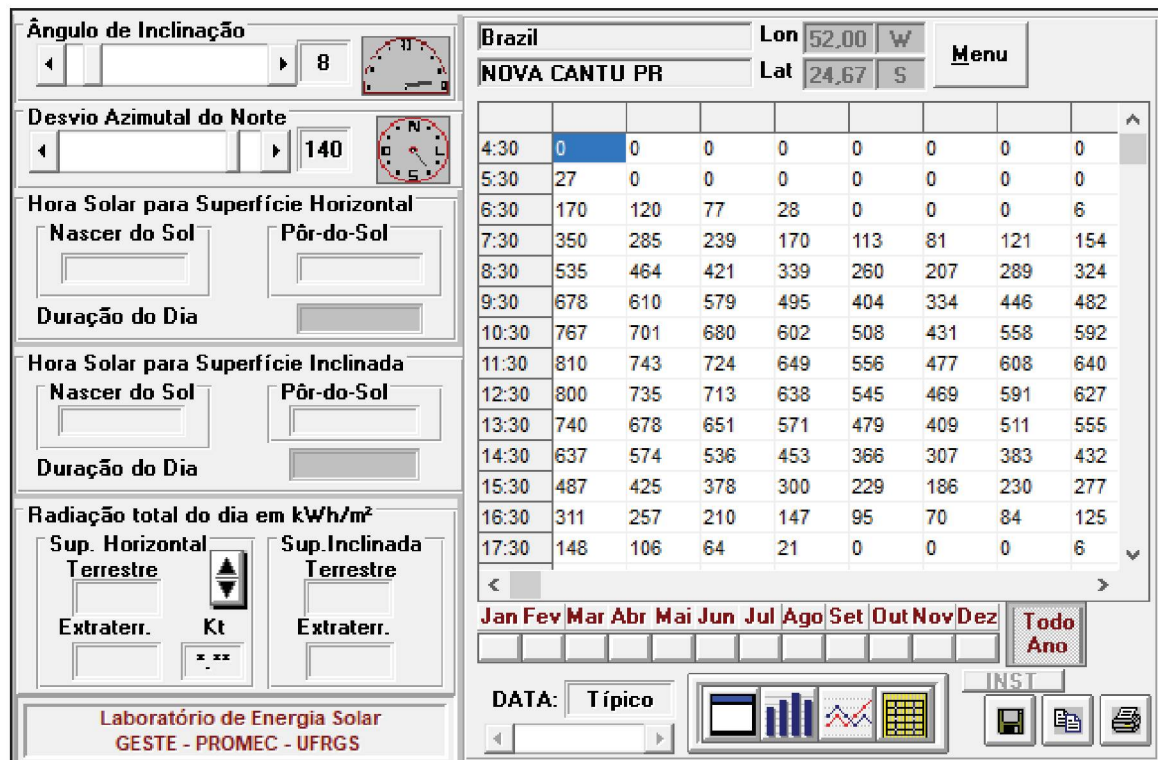 Ângulo de Inclinação
8
Desvio Azimutal do Norte
140
N
O L
S
Hora Solar para Superfície Horizontal
Nascer do Sol Pôr-do-Sol
Duração do Dia
Hora Solar para Superfície Inclinada
Nascer do Sol Pôr-do-Sol
Duração do Dia
Radiação total do dia em kWh/m²
Sup. Horizontal Sup.Inclinada
Terrestre Terrestre
Extraterr. Kt Extraterr.
*.**
Laboratório de Energia Solar
GESTE - PROMEC - UFRGS
Brazil Lon 52,00 W
NOVA CANTU PR Lat 24,67 S
Menu
4:30 0 0 0 0 0 0 0 0
5:30 27 0 0 0 0 0 0 0
6:30 170 120 77 28 0 0 0 6
7:30 350 285 239 170 113 81 121 154
8:30 535 464 421 339 260 207 289 324
9:30 678 610 579 495 404 334 446 482
10:30 767 701 680 602 508 431 558 592
11:30 810 743 724 649 556 477 608 640
12:30 800 735 713 638 545 469 591 627
13:30 740 678 651 571 479 409 511 555
14:30 637 574 536 453 366 307 383 432
15:30 487 425 378 300 229 186 230 277
16:30 311 257 210 147 95 70 84 125
17:30 148 106 64 21 0 0 0 6
Jan Fev Mar Abr Mai Jun Jul Ago Set Out Nov Dez
Todo
Ano
DATA: Típico
INST